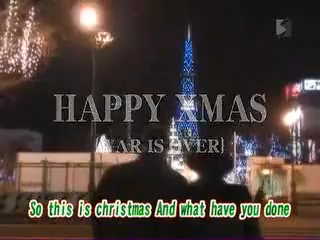 HAPPY XMAS
[WAR IS OVER]
So this is christmas And what have you done